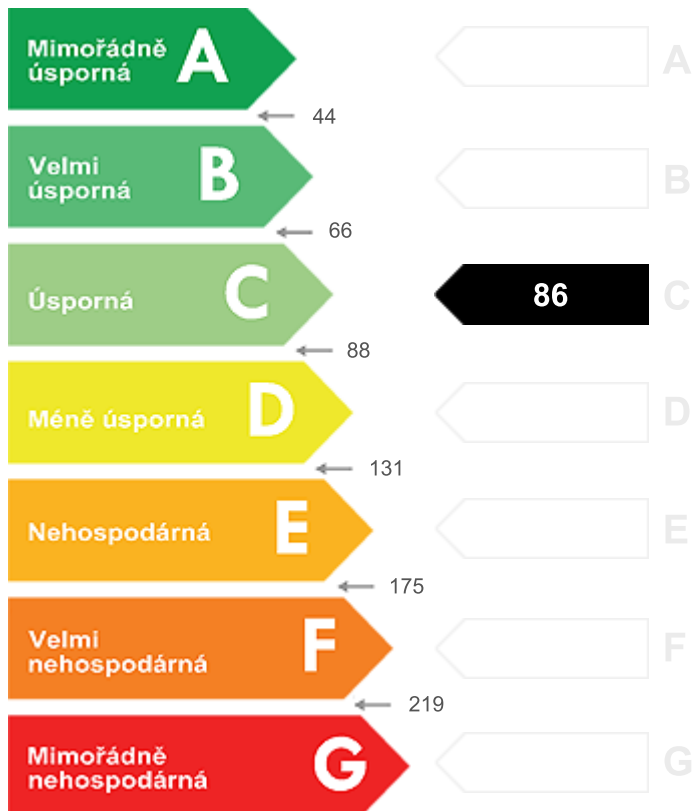 Mimořádně
úsporná
A
A
44
Velmi
úsporná
B
B
66
Úsporná
C
86
C
88
Méně úsporná
D
D
131
Nehospodárná
E
E
175
Velmi
nehospodárná
F
F
219
Mimořádně
nehospodárná
G
G